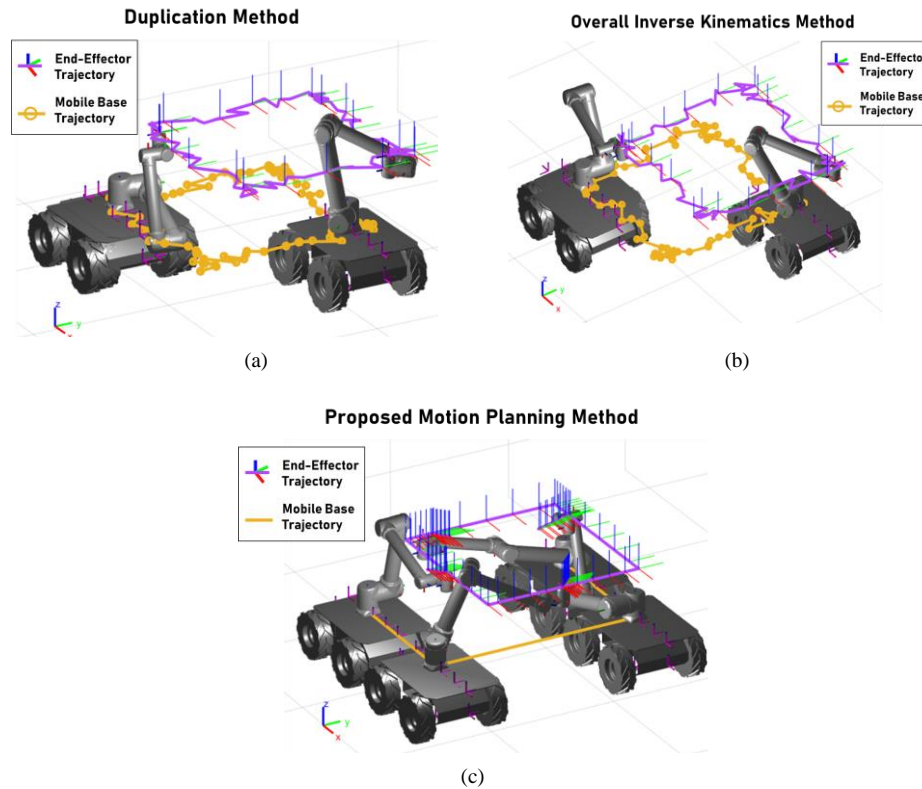 Duplication Method
End-Effector
Trajectory
Mobile Base
Trajectory
z
y
x
(a)
Overall Inverse Kinematics Method
End-Effector
Trajectory
Mobile Base
Trajectory
z
y
x
(b)
Proposed Motion Planning Method
End-Effector
Trajectory
Mobile Base
Trajectory
z
y
x
(c)